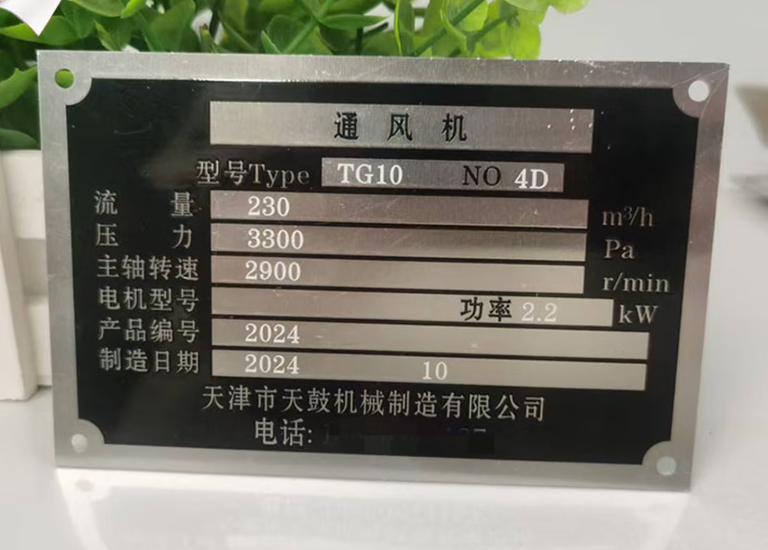 通风机
型号Type TG10 NO 4D
流量 230 m³/h
压力 3300 Pa
主轴转速 2900 r/min
电机型号 功率 2.2 kW
产品编号 2024
制造日期 2024 10
天津市天鼓机械制造有限公司
电话: